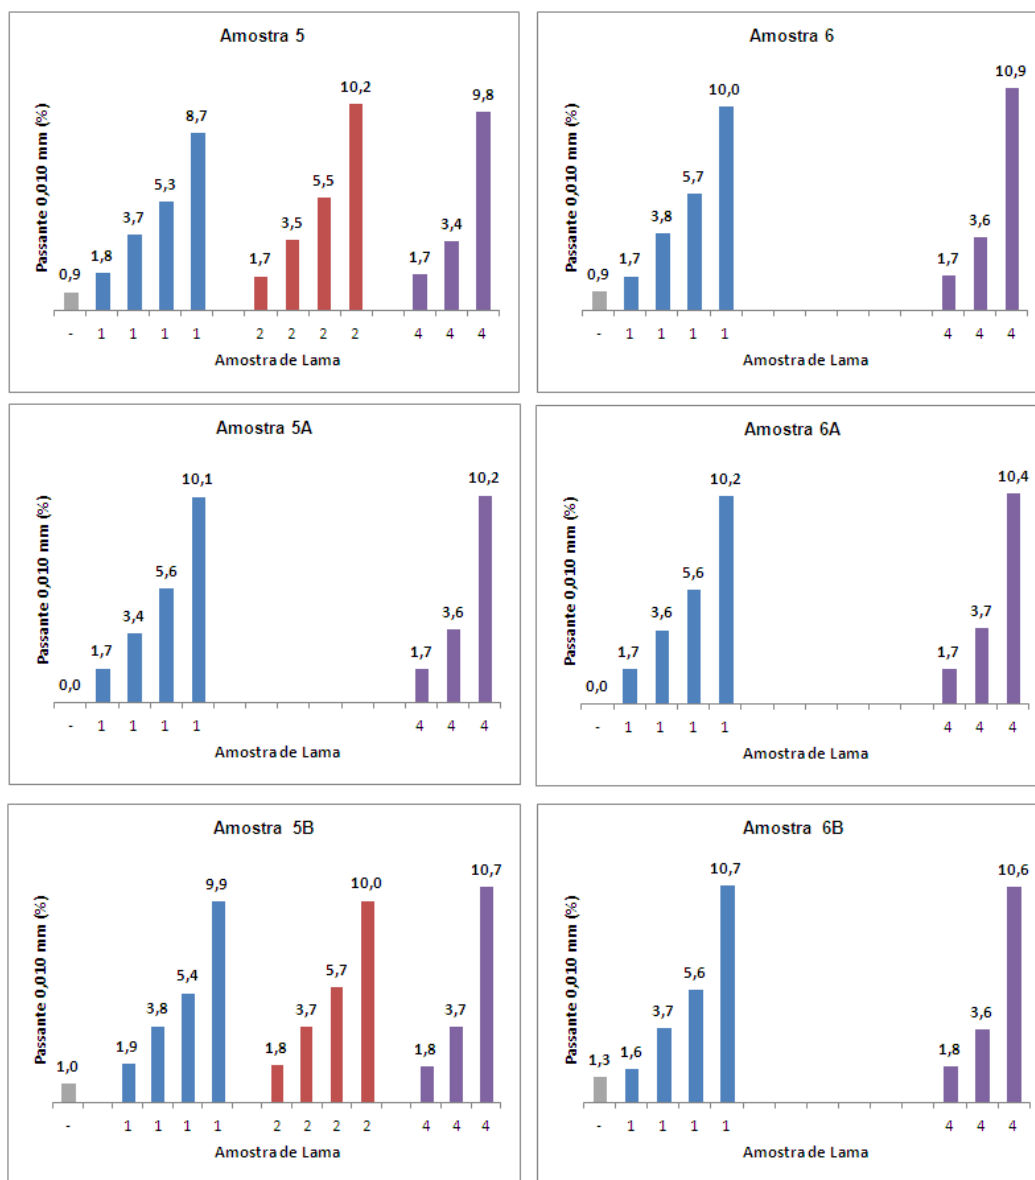 Amostra 5
Passante 0,010 mm (%)
0,9 1,8 3,7 5,3 8,7 1,7 3,5 5,5 10,2 1,7 3,4 9,8
- 1 1 1 1 2 2 2 2 4 4 4
Amostra de Lama
Amostra 6
Passante 0,010 mm (%)
0,9 1,7 3,8 5,7 10,0 1,7 3,6 10,9
- 1 1 1 1 4 4 4
Amostra de Lama
Amostra 5A
Passante 0,010 mm (%)
0,0 1,7 3,4 5,6 10,1 1,7 3,6 10,2
- 1 1 1 1 4 4 4
Amostra de Lama
Amostra 6A
Passante 0,010 mm (%)
0,0 1,7 3,6 5,6 10,2 1,7 3,7 10,4
- 1 1 1 1 4 4 4
Amostra de Lama
Amostra 5B
Passante 0,010 mm (%)
1,0 1,9 3,8 5,4 9,9 1,8 3,7 5,7 10,0 1,8 3,7 10,7
- 1 1 1 1 2 2 2 2 4 4 4
Amostra de Lama
Amostra 6B
Passante 0,010 mm (%)
1,3 1,6 3,7 5,6 10,7 1,8 3,6 10,6
- 1 1 1 1 4 4 4
Amostra de Lama